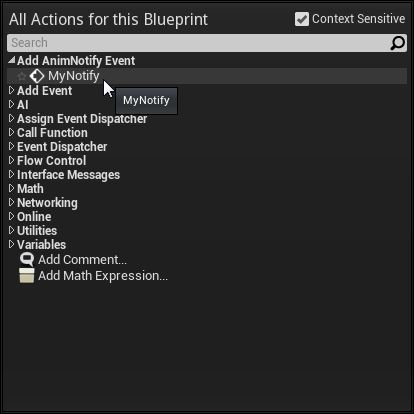 All Actions for this Blueprint
Context Sensitive
Search
Add AnimNotify Event
MyNotify
MyNotify
Add Event
AI
Assign Event Dispatcher
Call Function
Event Dispatcher
Flow Control
Interface Messages
Math
Networking
Online
Utilities
Variables
Add Comment...
Add Math Expression...